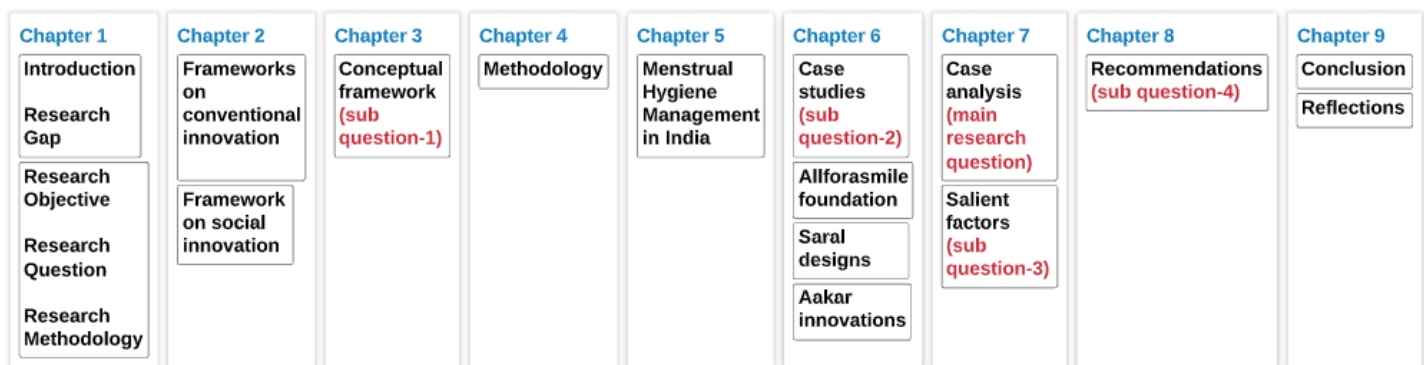 Chapter 1
Introduction
Research
Gap
Research
Objective
Research
Question
Research
Methodology
Chapter 2
Frameworks
on
conventional
innovation
Framework
on social
innovation
Chapter 3
Conceptual
framework
(sub
question-1)
Chapter 4
Methodology
Chapter 5
Menstrual
Hygiene
Management
in India
Chapter 6
Case
studies
(sub
question-2)
Allforasmile
foundation
Saral
designs
Aakar
innovations
Chapter 7
Case
analysis
(main
research
question)
Salient
factors
(sub
question-3)
Chapter 8
Recommendations
(sub question-4)
Chapter 9
Conclusion
Reflections